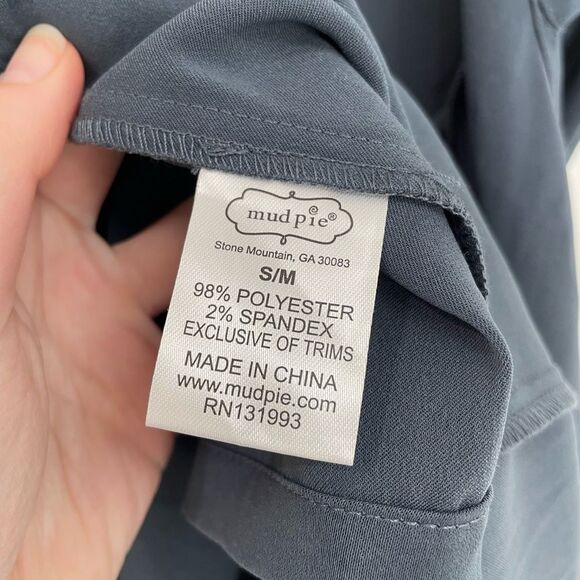 mud pie®
Stone Mountain, GA 30083
S/M
98% POLYESTER
2% SPANDEX
EXCLUSIVE OF TRIMS
MADE IN CHINA
www.mudpie.com
RN131993